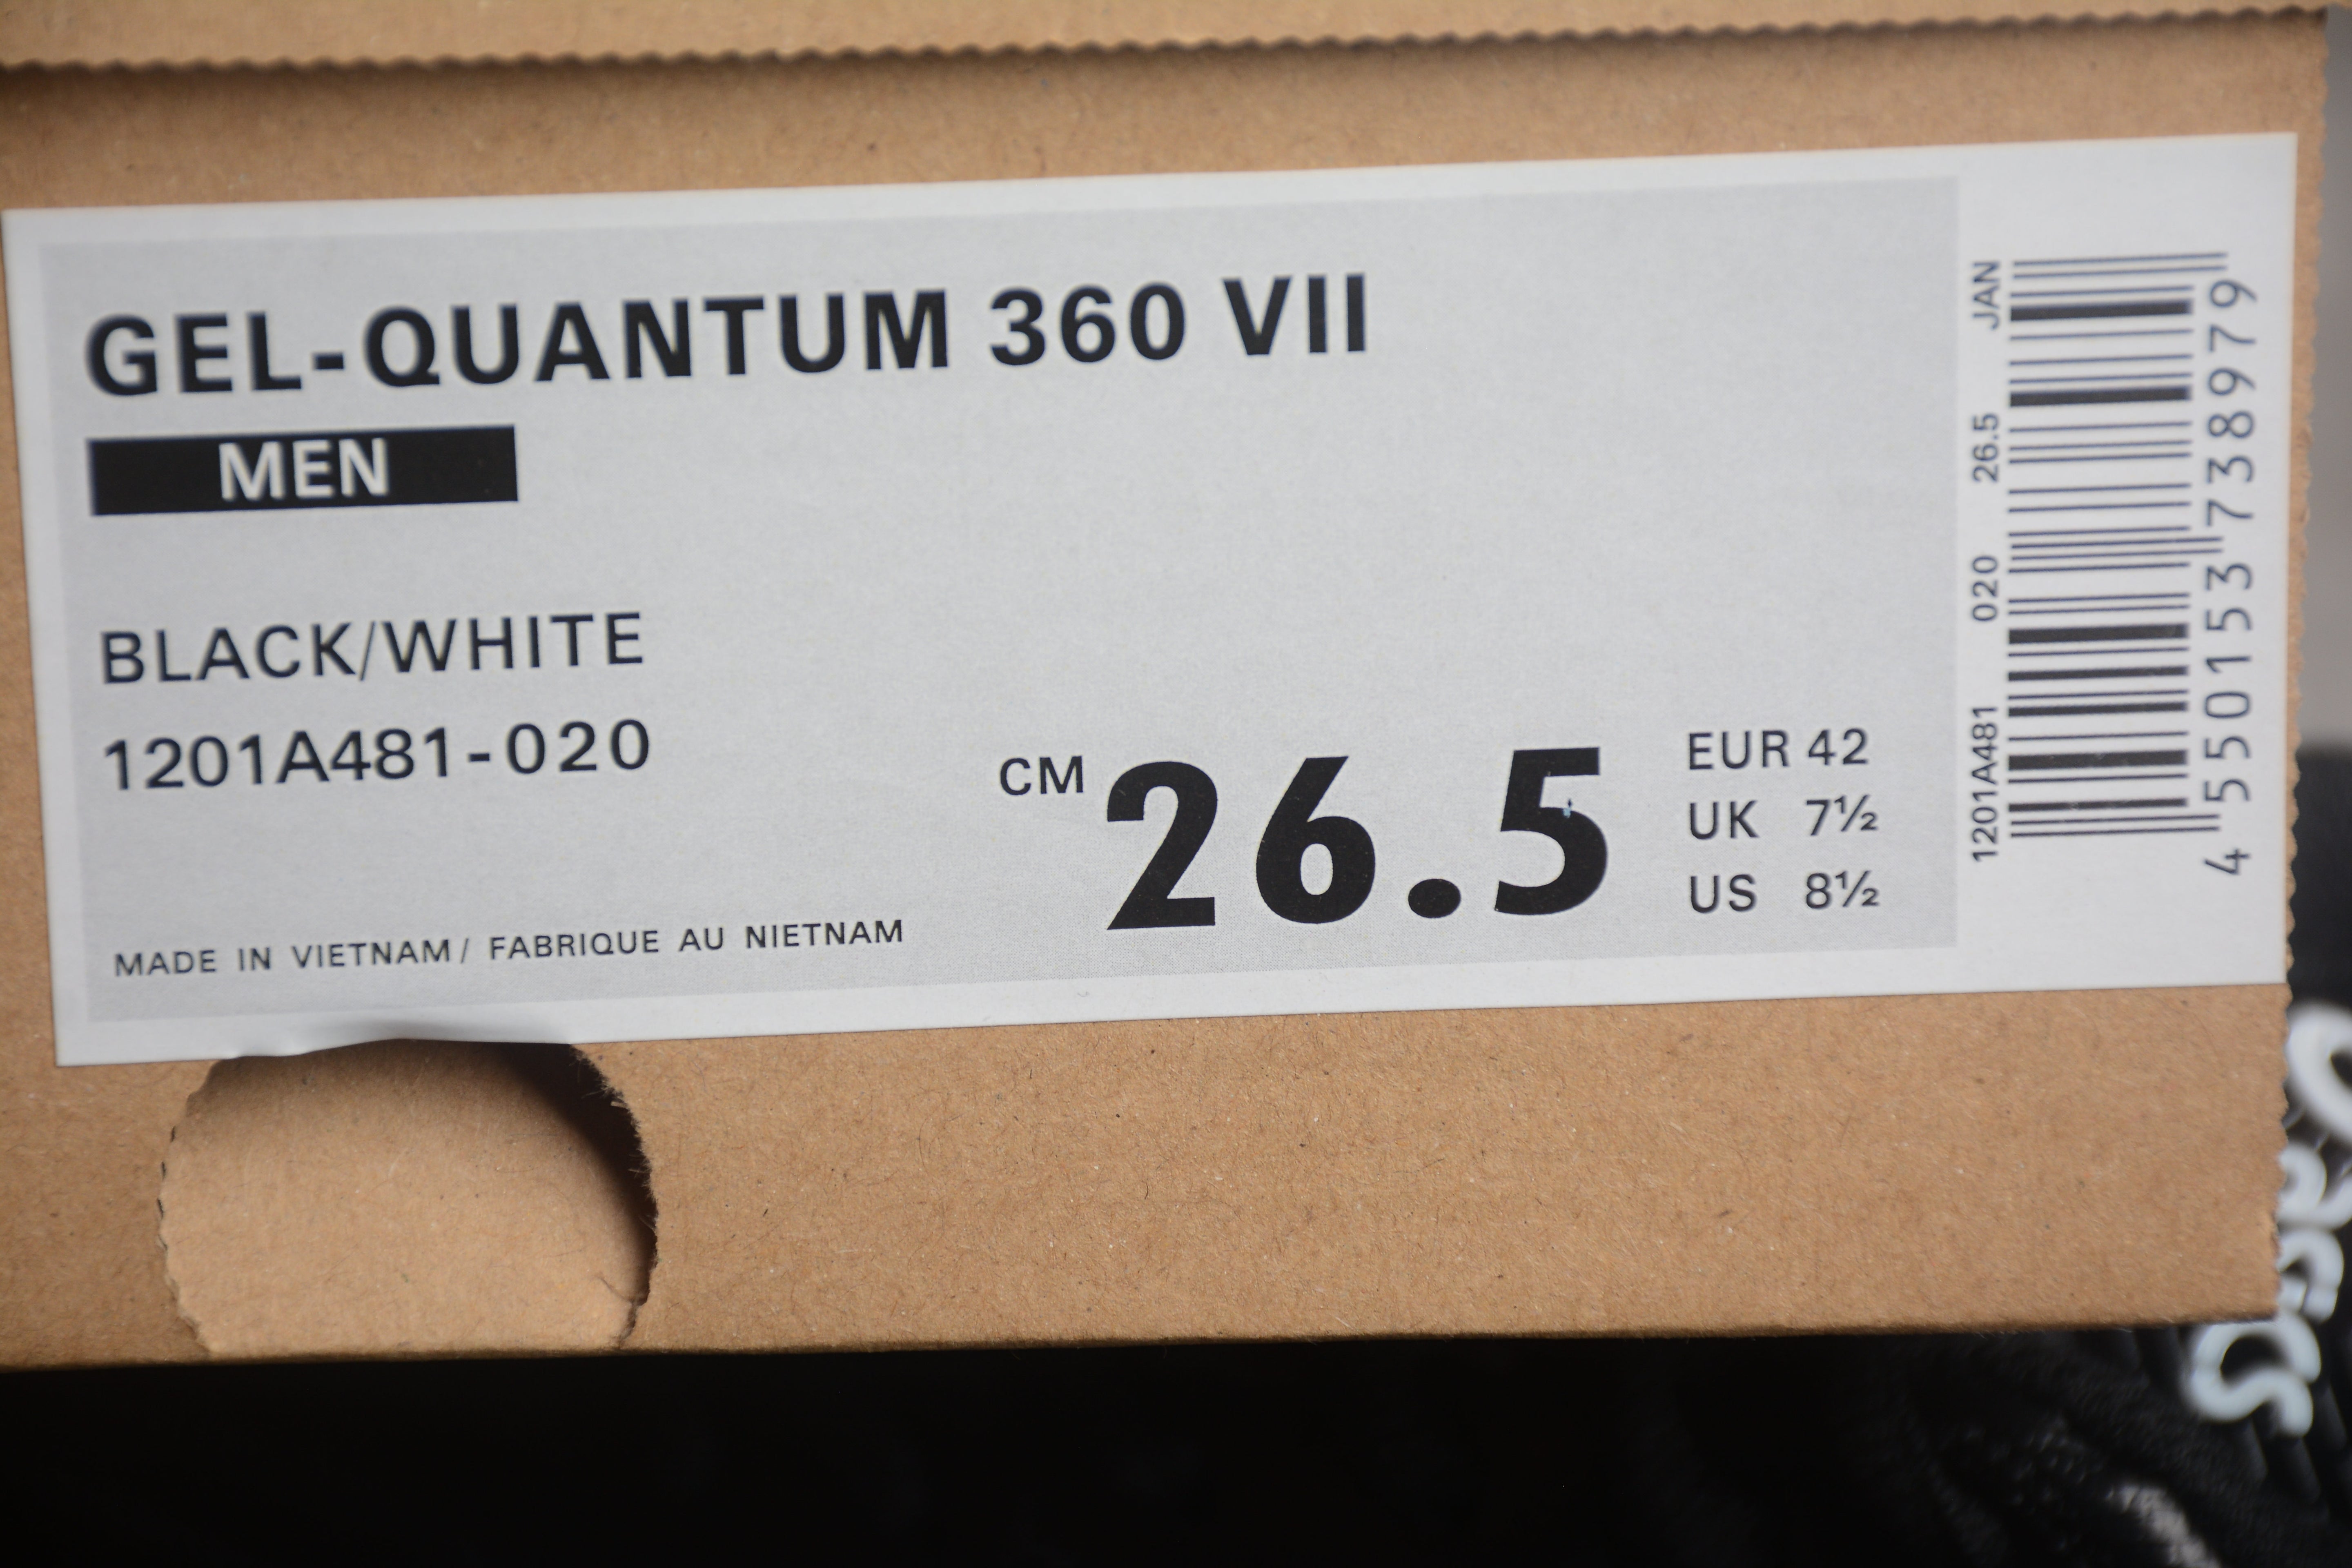 GEL-QUANTUM 360 VII
MEN
BLACK/WHITE
1201A481-020
MADE IN VIETNAM/ FABRIQUE AU NIETNAM
CM 26.5
EUR 42
UK 7½
US 8½
1201A481 020 26.5 JAN
4 550153 738979
asics